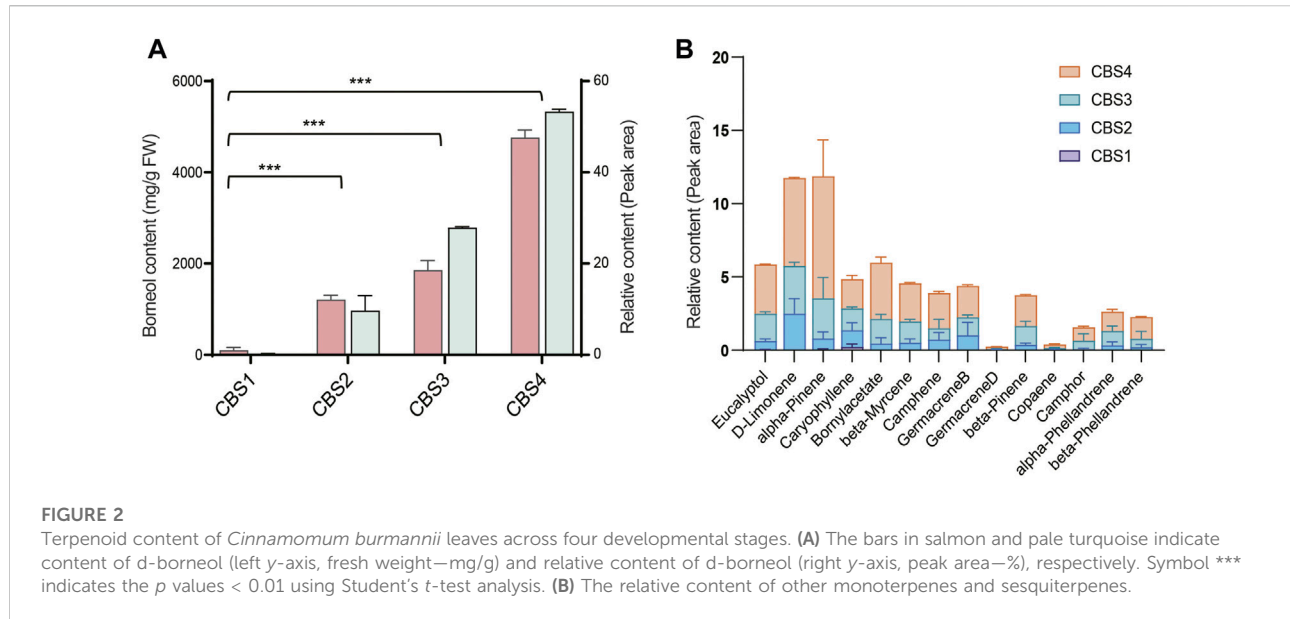 A
B
6000
4000
2000
0
Borneol content (mg/g FW)
60
40
20
0
Relative content (Peak area)
***
***
***
CBS1
CBS2
CBS3
CBS4
20
15
10
5
0
Relative content (Peak area)
CBS4
CBS3
CBS2
CBS1
Eucalyptol
D-Limonene
alpha-Pinene
Caryophyllene
Bornylacetate
beta-Myrcene
Camphene
GermacreneB
GermacreneD
beta-Pinene
Copaene
Camphor
alpha-Phellandrene
beta-Phellandrene
FIGURE 2
Terpenoid content of Cinnamomum burmannii leaves across four developmental stages. (A) The bars in salmon and pale turquoise indicate
content of d-borneol (left y-axis, fresh weight—mg/g) and relative content of d-borneol (right y-axis, peak area—%), respectively. Symbol ***
indicates the p values < 0.01 using Student's t-test analysis. (B) The relative content of other monoterpenes and sesquiterpenes.